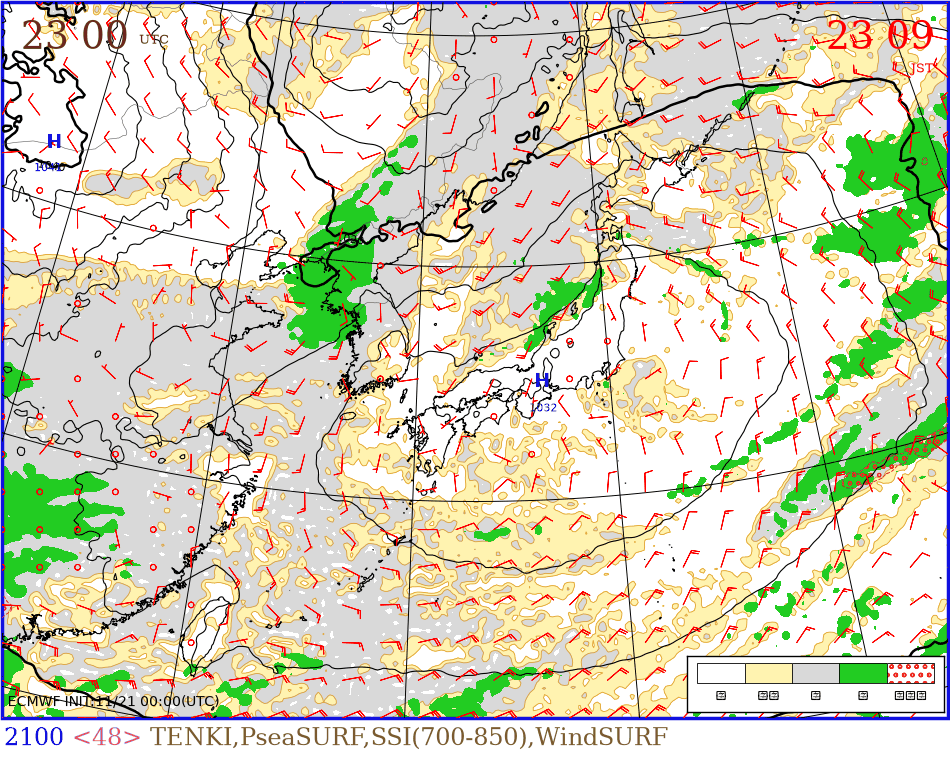 23 00 UTC
23 09 JST
H
H
1032
ECMWF INIT:11/21 00:00(UTC)
2100 <48> TENKI,PseaSURF,SSI(700-850),WindSURF